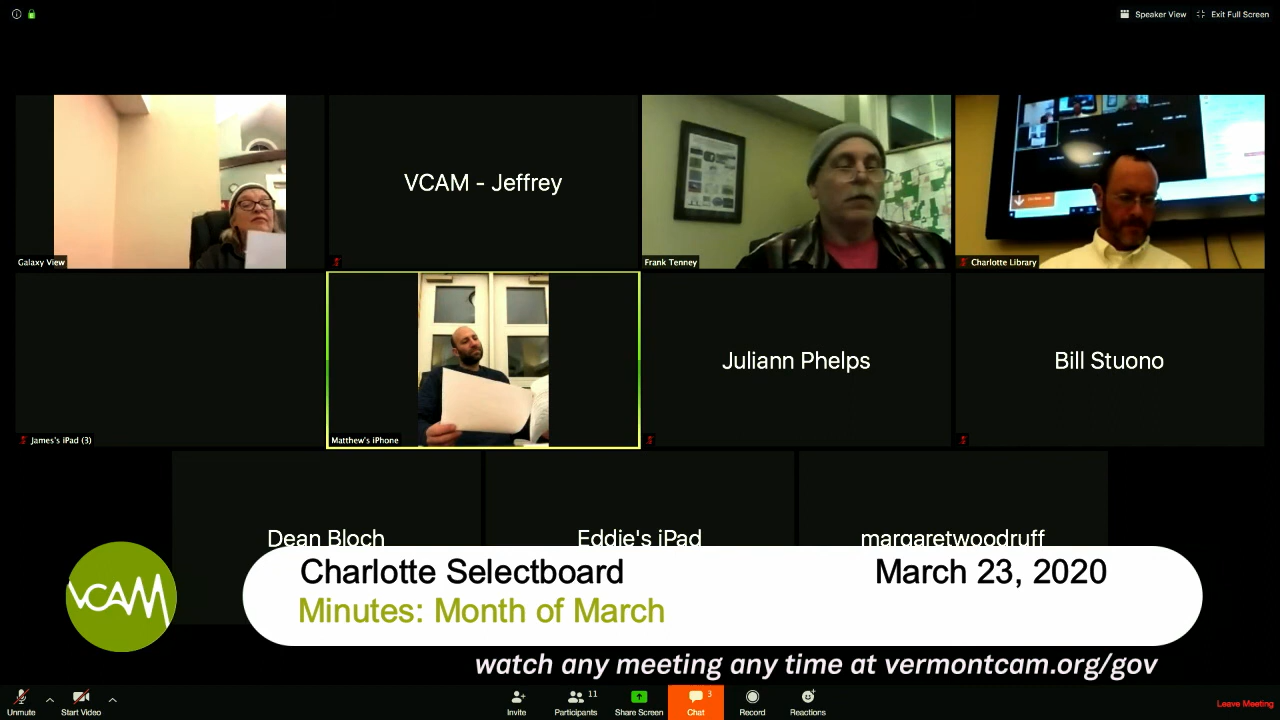 Speaker View
Exit Full Screen
VCAM - Jeffrey
Galaxy View
Frank Tenney
Charlotte Library
Juliann Phelps
Bill Stuono
James's iPad (3)
Matthew's iPhone
Dean Bloch
Eddie's iPad
margaretwoodruff
Charlotte Selectboard
March 23, 2020
Minutes: Month of March
VCAM
watch any meeting any time at vermontcam.org/gov
Unmute
Start Video
Invite
Participants
11
Share Screen
Chat
3
Record
Reactions
Leave Meeting